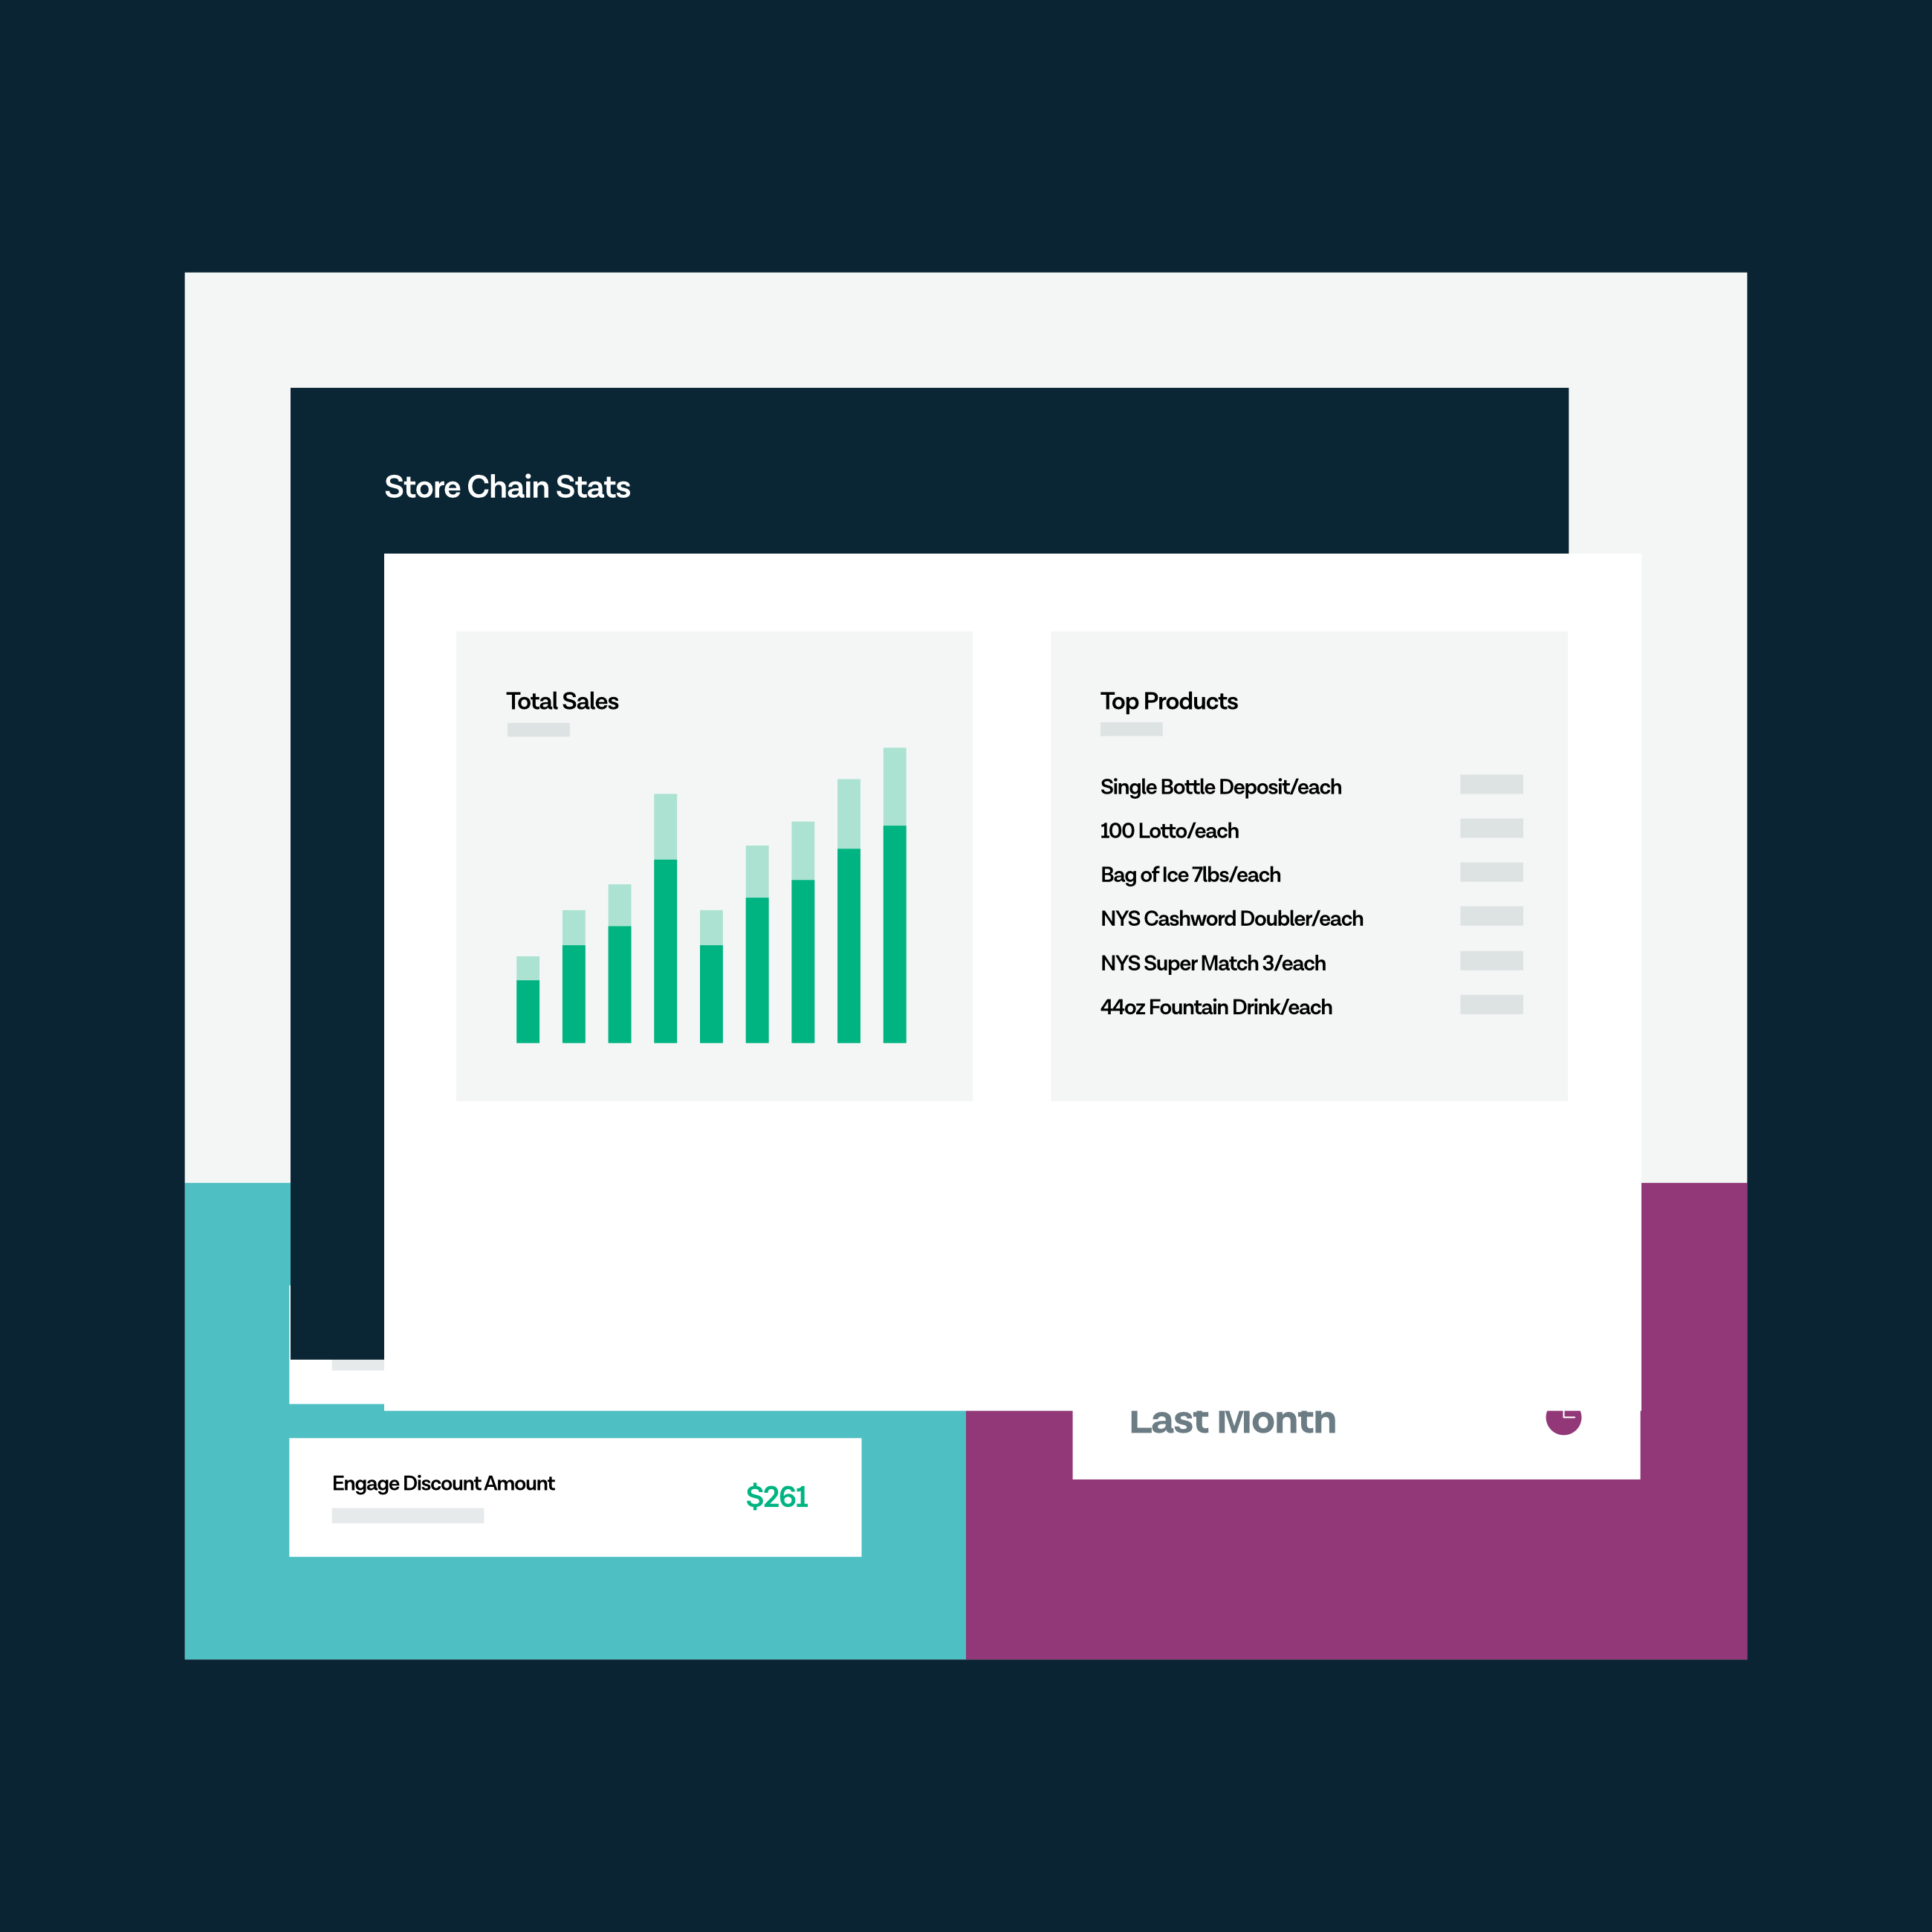 Store Chain Stats
Total Sales
Top Products
Single Bottle Deposit/each
100 Lotto/each
Bag of Ice 7lbs/each
NYS Cashword Doubler/each
NYS Super Match 3/each
44oz Fountain Drink/each
Last Month
Engage Discount Amount
$261